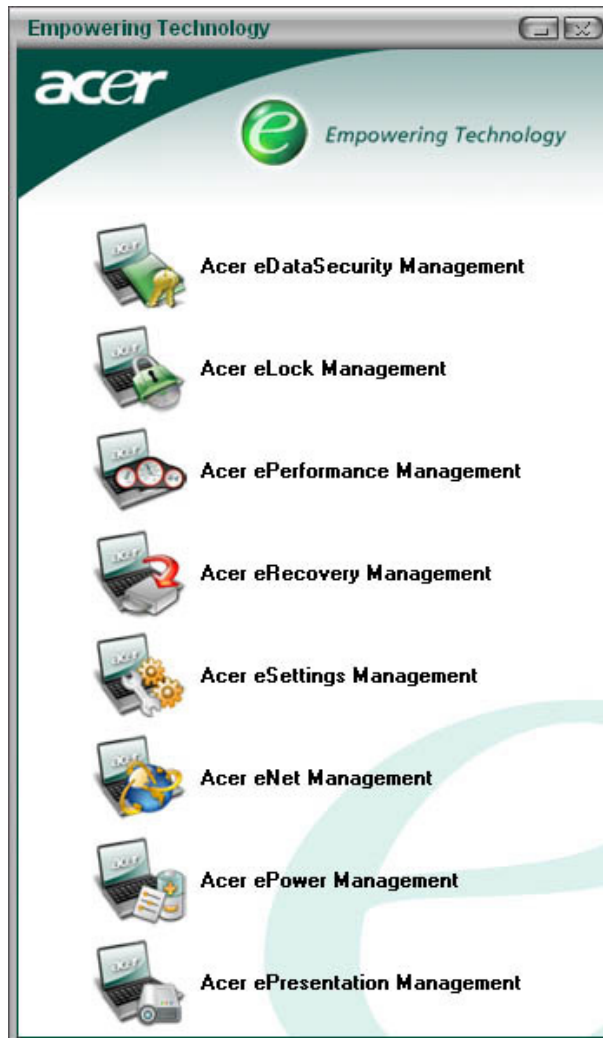 Empowering Technology
acer
e Empowering Technology
Acer eDataSecurity Management
Acer eLock Management
Acer ePerformance Management
Acer eRecovery Management
Acer eSettings Management
Acer eNet Management
Acer ePower Management
Acer ePresentation Management